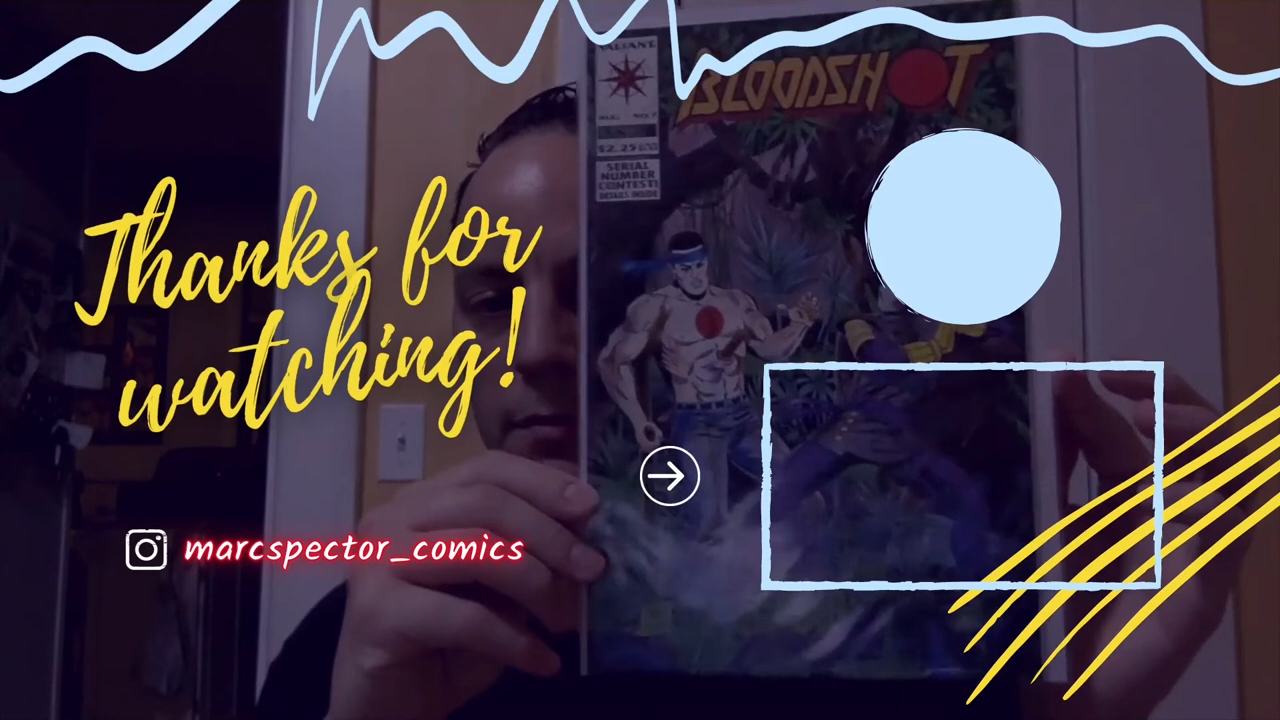 VALIANT
BLOODSHOT
$2.25
SERIAL
NUMBER
CONTEST!
DETAILS INSIDE
Thanks for
watching!
marcspector_comics